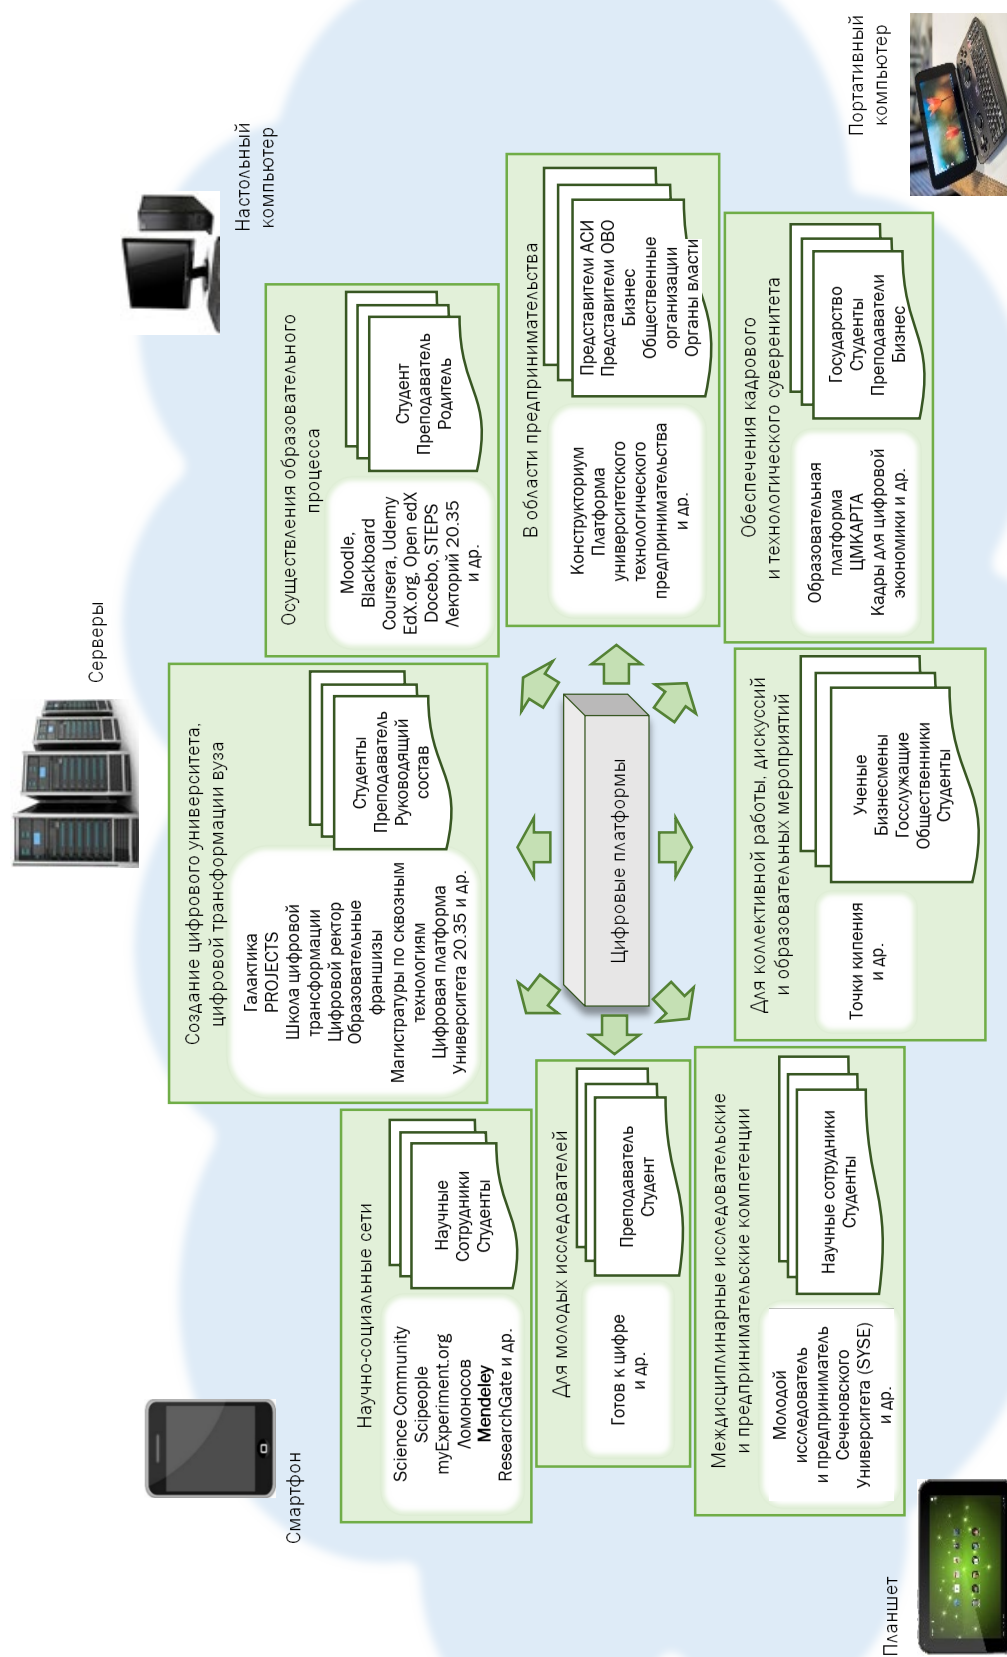 Серверы
Смартфон
Настольный
компьютер
Научно-социальные сети
Science Community
Scipeople
myExperiment.org
Ломоносов
Mendeley
ResearchGate и др.
Научные
Сотрудники
Студенты
Создание цифрового университета,
цифровой трансформации вуза
Галактика
PROJECTS
Школа цифровой
трансформации
Цифровой ректор
Образовательные
франшизы
Магистратуры по сквозным
технологиям
Цифровая платформа
Университета 20.35 и др.
Студенты
Преподаватель
Руководящий
состав
Осуществления образовательного
процесса
Moodle,
Blackboard
Coursera, Udemy
EdX.org, Open edX
Docebo, STEPS
Лекторий 20.35
и др.
Студент
Преподаватель
Родитель
Для молодых исследователей
Готов к цифре
и др.
Преподаватель
Студент
Цифровые платформы
В области предпринимательства
Конструкториум
Платформа
университетского
технологического
предпринимательства
и др.
Представители АСИ
Представители ОВО
Бизнес
Общественные
организации
Органы власти
Междисциплинарные исследовательские
и предпринимательские компетенции
Молодой
исследователь
и предприниматель
Сеченовского
Университета (SYSE)
и др.
Научные сотрудники
Студенты
Для коллективной работы, дискуссий
и образовательных мероприятий
Точки кипения
и др.
Ученые
Бизнесмены
Госслужащие
Общественники
Студенты
Обеспечения кадрового
и технологического суверенитета
Образовательная
платформа
ЦМКАРТА
Кадры для цифровой
экономики и др.
Государство
Студенты
Преподаватели
Бизнес
Планшет
Портативный
компьютер